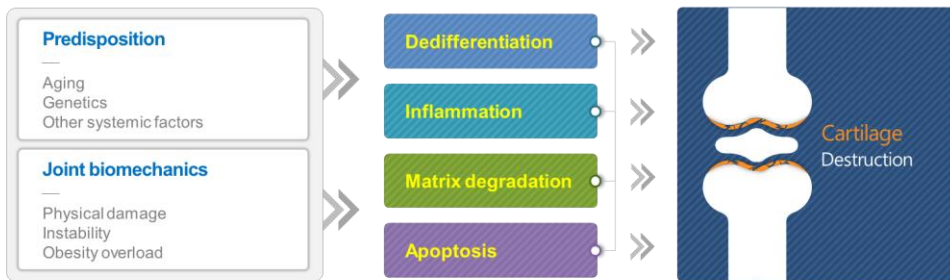 Predisposition
Aging
Genetics
Other systemic factors
Joint biomechanics
Physical damage
Instability
Obesity overload
Dedifferentiation
Inflammation
Matrix degradation
Apoptosis
Cartilage
Destruction